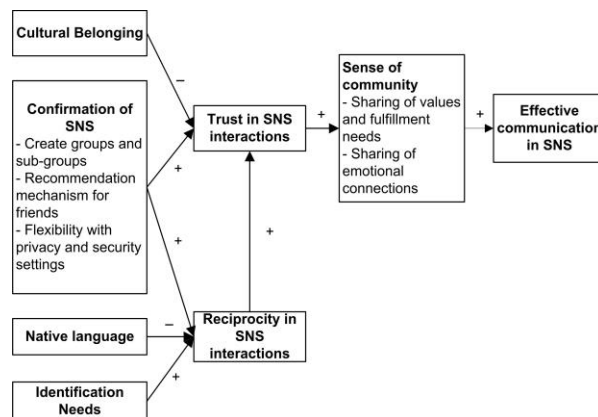 Cultural Belonging
–
Confirmation of
SNS
- Create groups and
sub-groups
- Recommendation
mechanism for
friends
- Flexibility with
privacy and security
settings
+
+
Trust in SNS
interactions
+
Sense of
community
- Sharing of values
and fulfillment
needs
- Sharing of
emotional
connections
+
Effective
communication
in SNS
+
Native language
–
Reciprocity in
SNS
interactions
Identification
Needs
+